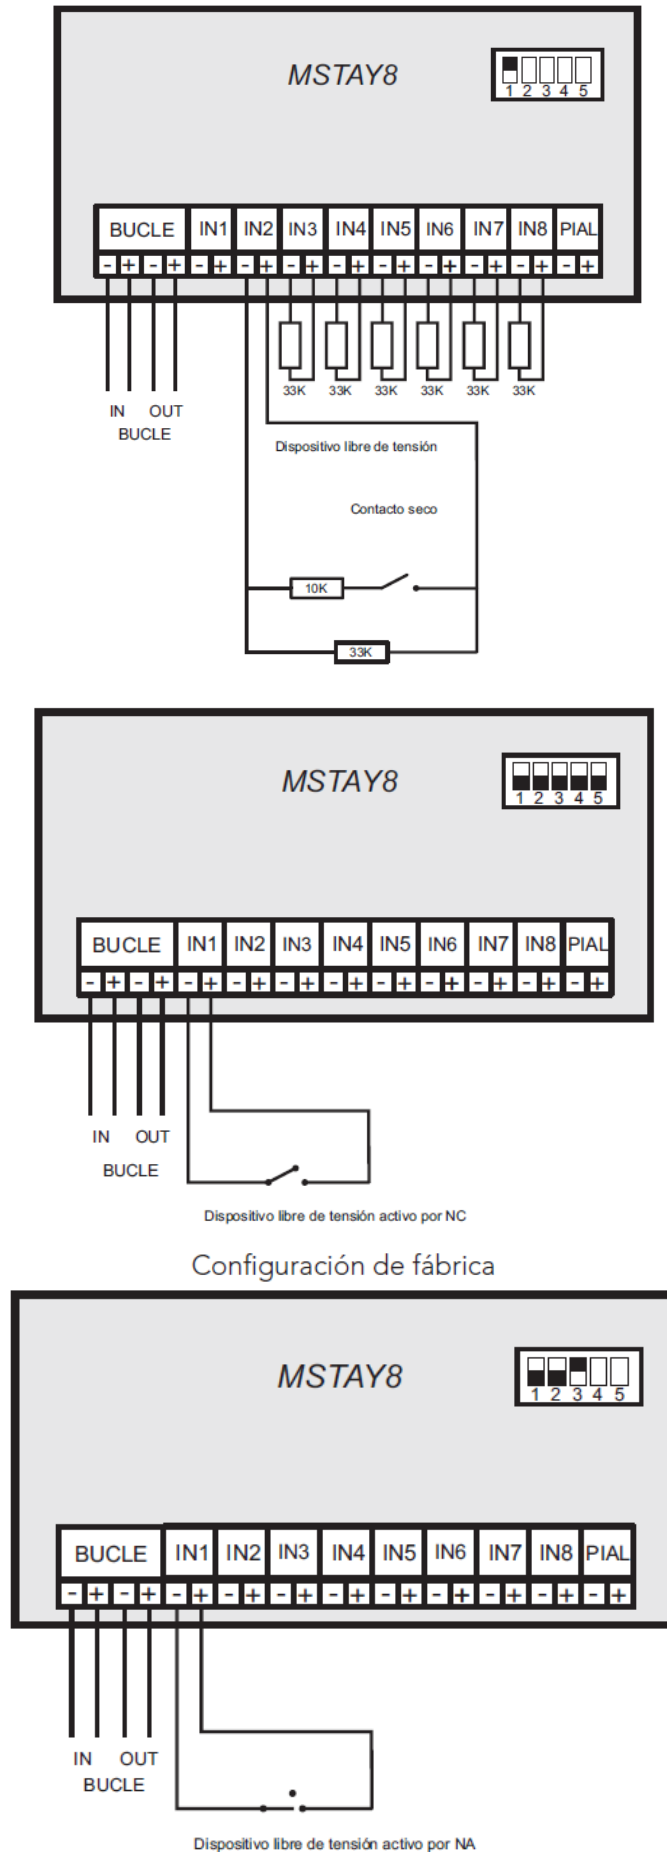 MSTAY8
1 2 3 4 5
BUCLE IN1 IN2 IN3 IN4 IN5 IN6 IN7 IN8 PIAL
- + - + - + - + - + - + - + - + - + - + - +
33K 33K 33K 33K 33K 33K
IN OUT
BUCLE
Dispositivo libre de tensión
Contacto seco
10K
33K
MSTAY8
1 2 3 4 5
BUCLE IN1 IN2 IN3 IN4 IN5 IN6 IN7 IN8 PIAL
- + - + - + - + - + - + - + - + - + - + - +
IN OUT
BUCLE
Dispositivo libre de tensión activo por NC
Configuración de fábrica
MSTAY8
1 2 3 4 5
BUCLE IN1 IN2 IN3 IN4 IN5 IN6 IN7 IN8 PIAL
- + - + - + - + - + - + - + - + - + - + - +
IN OUT
BUCLE
Dispositivo libre de tensión activo por NA